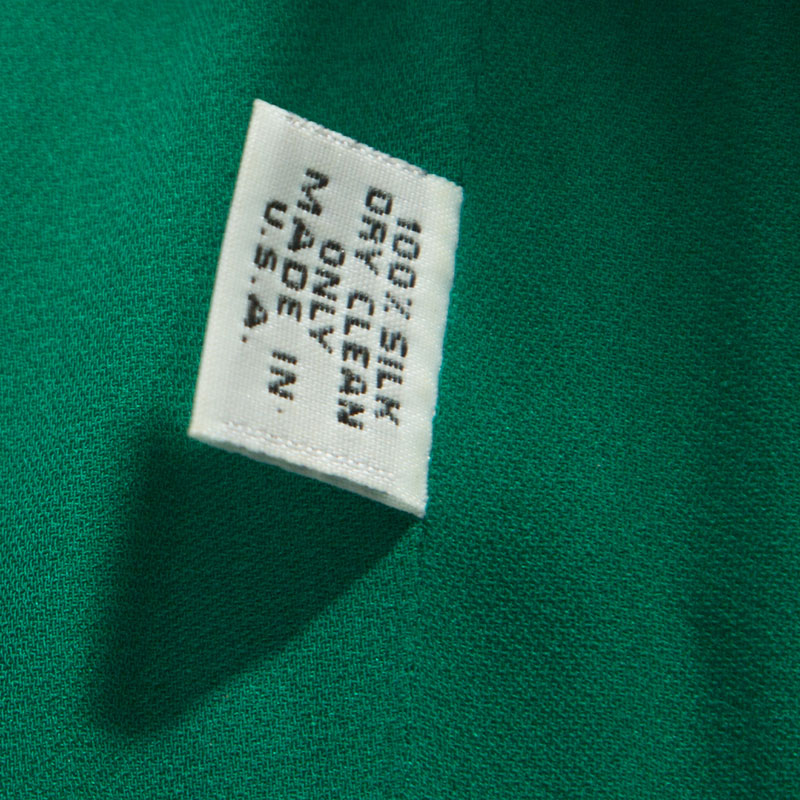 100% SILK
DRY CLEAN
ONLY
MADE IN
U.S.A.